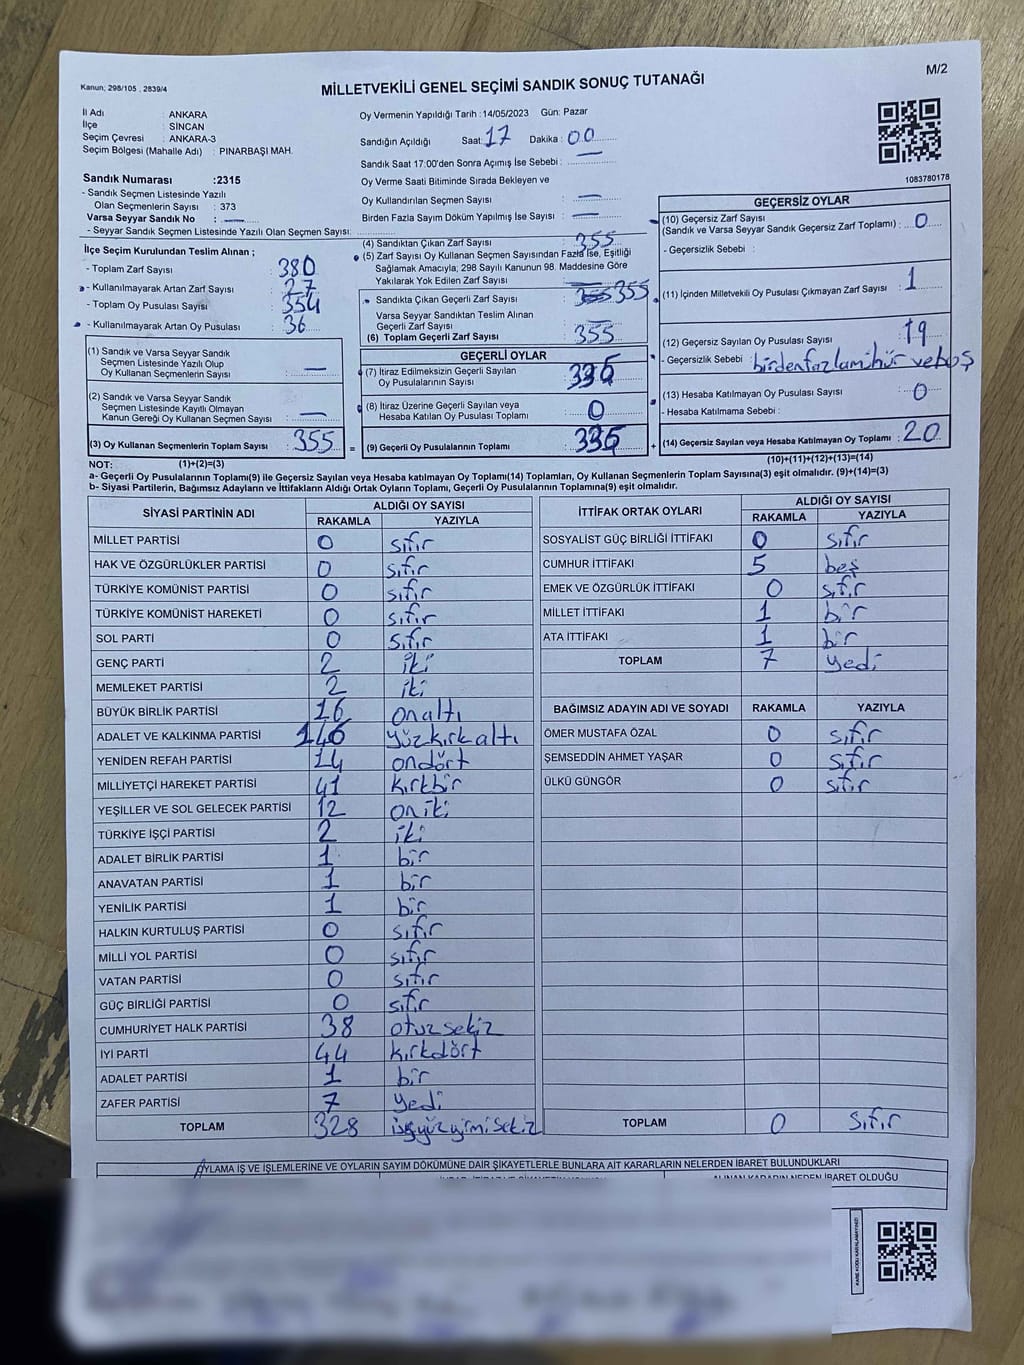 Kanun; 298/105 , 2839/4
MİLLETVEKİLİ GENEL SEÇİMİ SANDIK SONUÇ TUTANAĞI
M/2
İl Adı : ANKARA
İlçe : SİNCAN
Seçim Çevresi : ANKARA-3
Seçim Bölgesi (Mahalle Adı) : PINARBAŞI MAH.
Oy Vermenin Yapıldığı Tarih :14/05/2023 Gün: Pazar
Sandığın Açıldığı Saat: 17 Dakika : 00
Sandık Saat 17:00'den Sonra Açımış İse Sebebi : —
1083780178
Sandık Numarası :2315
- Sandık Seçmen Listesinde Yazılı
Olan Seçmenlerin Sayısı : 373
Varsa Seyyar Sandık No : —
- Seyyar Sandık Seçmen Listesinde Yazılı Olan Seçmen Sayısı:
Oy Verme Saati Bitiminde Sırada Bekleyen ve
Oy Kullandırılan Seçmen Sayısı : —
Birden Fazla Sayım Döküm Yapılmış İse Sayısı : —
İlçe Seçim Kurulundan Teslim Alınan ;
- Toplam Zarf Sayısı : 380
- Kullanılmayarak Artan Zarf Sayısı : 27
- Toplam Oy Pusulası Sayısı : 354
- Kullanılmayarak Artan Oy Pusulası : 36
(4) Sandıktan Çıkan Zarf Sayısı : 355
(5) Zarf Sayısı Oy Kullanan Seçmen Sayısından Fazla İse, Eşitliği
Sağlamak Amacıyla; 298 Sayılı Kanunun 98. Maddesine Göre
Yakılarak Yok Edilen Zarf Sayısı :
- Sandıkta Çıkan Geçerli Zarf Sayısı : 355
Varsa Seyyar Sandıktan Teslim Alınan
Geçerli Zarf Sayısı : —
(6) Toplam Geçerli Zarf Sayısı : 355
GEÇERSİZ OYLAR
(10) Geçersiz Zarf Sayısı
(Sandık ve Varsa Seyyar Sandık Geçersiz Zarf Toplamı) : 0
- Geçersizlik Sebebi :
(11) İçinden Milletvekili Oy Pusulası Çıkmayan Zarf Sayısı : 1
(12) Geçersiz Sayılan Oy Pusulası Sayısı : 19
- Geçersizlik Sebebi : birden fazla mühür ve boş
(13) Hesaba Katılmayan Oy Pusulası Sayısı : 0
- Hesaba Katılmama Sebebi :
(14) Geçersiz Sayılan veya Hesaba Katılmayan Oy Toplamı : 20
(10)+(11)+(12)+(13)=(14)
(1) Sandık ve Varsa Seyyar Sandık
Seçmen Listesinde Yazılı Olup
Oy Kullanan Seçmenlerin Sayısı : —
(2) Sandık ve Varsa Seyyar Sandık
Seçmen Listesinde Kayıtlı Olmayan
Kanun Gereği Oy Kullanan Seçmen Sayısı : —
(3) Oy Kullanan Seçmenlerin Toplam Sayısı : 355 =
GEÇERLİ OYLAR
(7) İtiraz Edilmeksizin Geçerli Sayılan
Oy Pusulalarının Sayısı : 335
(8) İtiraz Üzerine Geçerli Sayılan veya
Hesaba Katılan Oy Pusulası Toplamı : 0
(9) Geçerli Oy Pusulalarının Toplamı : 335 +
NOT: (1)+(2)=(3)
a- Geçerli Oy Pusulalarının Toplamı(9) ile Geçersiz Sayılan veya Hesaba katılmayan Oy Toplamı(14) Toplamları, Oy Kullanan Seçmenlerin Toplam Sayısına(3) eşit olmalıdır. (9)+(14)=(3)
b- Siyasi Partilerin, Bağımsız Adayların ve İttifakların Aldığı Ortak Oyların Toplamı, Geçerli Oy Pusulalarının Toplamına(9) eşit olmalıdır.
SİYASİ PARTİNİN ADI ALDIĞI OY SAYISI
RAKAMLA YAZIYLA
MİLLET PARTİSİ 0 sıfır
HAK VE ÖZGÜRLÜKLER PARTİSİ 0 sıfır
TÜRKİYE KOMÜNİST PARTİSİ 0 sıfır
TÜRKİYE KOMÜNİST HAREKETİ 0 sıfır
SOL PARTİ 0 sıfır
GENÇ PARTİ 2 iki
MEMLEKET PARTİSİ 2 iki
BÜYÜK BİRLİK PARTİSİ 16 onaltı
ADALET VE KALKINMA PARTİSİ 146 yüzkırkaltı
YENİDEN REFAH PARTİSİ 14 ondört
MİLLİYETÇİ HAREKET PARTİSİ 41 kırkbir
YEŞİLLER VE SOL GELECEK PARTİSİ 12 oniki
TÜRKİYE İŞÇİ PARTİSİ 2 iki
ADALET BİRLİK PARTİSİ 1 bir
ANAVATAN PARTİSİ 1 bir
YENİLİK PARTİSİ 1 bir
HALKIN KURTULUŞ PARTİSİ 0 sıfır
MİLLİ YOL PARTİSİ 0 sıfır
VATAN PARTİSİ 0 sıfır
GÜÇ BİRLİĞİ PARTİSİ 0 sıfır
CUMHURİYET HALK PARTİSİ 38 otuzsekiz
İYİ PARTİ 44 kırkdört
ADALET PARTİSİ 1 bir
ZAFER PARTİSİ 7 yedi
TOPLAM 328 üçyüzyirmisekiz
İTTİFAK ORTAK OYLARI ALDIĞI OY SAYISI
RAKAMLA YAZIYLA
SOSYALİST GÜÇ BİRLİĞİ İTTİFAKI 0 sıfır
CUMHUR İTTİFAKI 5 beş
EMEK VE ÖZGÜRLÜK İTTİFAKI 0 sıfır
MİLLET İTTİFAKI 1 bir
ATA İTTİFAKI 1 bir
TOPLAM 7 yedi
BAĞIMSIZ ADAYIN ADI VE SOYADI RAKAMLA YAZIYLA
ÖMER MUSTAFA ÖZAL 0 sıfır
ŞEMSEDDİN AHMET YAŞAR 0 sıfır
ÜLKÜ GÜNGÖR 0 sıfır
TOPLAM 0 sıfır
OYLAMA İŞ VE İŞLEMLERİNE VE OYLARIN SAYIM DÖKÜMÜNE DAİR ŞİKAYETLERLE BUNLARA AİT KARARLARIN NELERDEN İBARET BULUNDUKLARI
ALINAN KARARIN NEDEN İBARET OLDUĞU